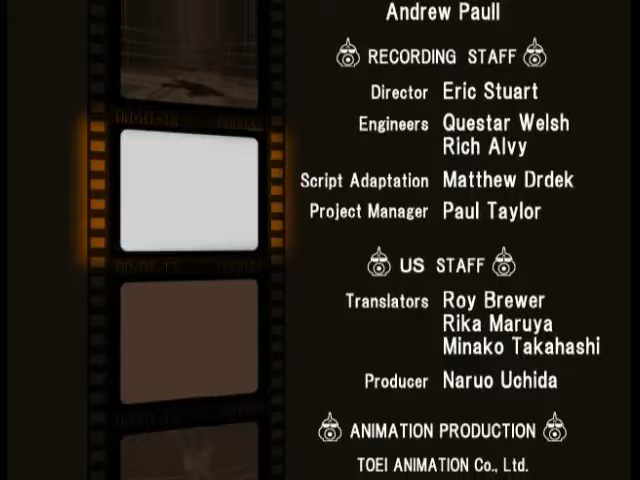 Andrew Paull
RECORDING STAFF
Director Eric Stuart
Engineers Questar Welsh
Rich Alvy
Script Adaptation Matthew Drdek
Project Manager Paul Taylor
US STAFF
Translators Roy Brewer
Rika Maruya
Minako Takahashi
Producer Naruo Uchida
ANIMATION PRODUCTION
TOEI ANIMATION Co., Ltd.